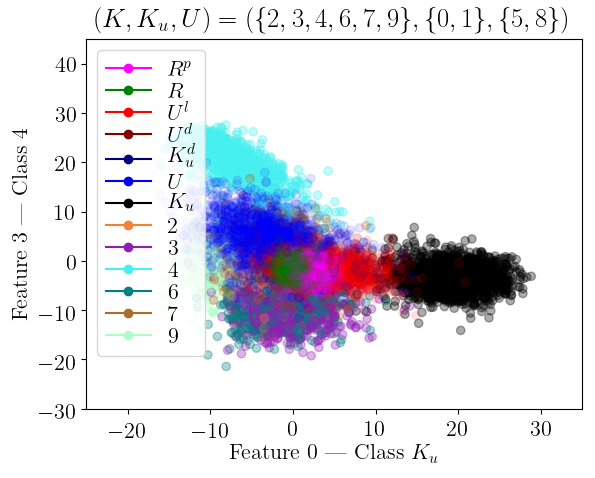 (K, K_u, U) = ({2, 3, 4, 6, 7, 9}, {0, 1}, {5, 8})
Feature 3 — Class 4
40
30
20
10
0
−10
−20
−30
R^p
R
U^l
U^d
K_u^d
U
K_u
2
3
4
6
7
9
−20 −10 0 10 20 30
Feature 0 — Class K_u